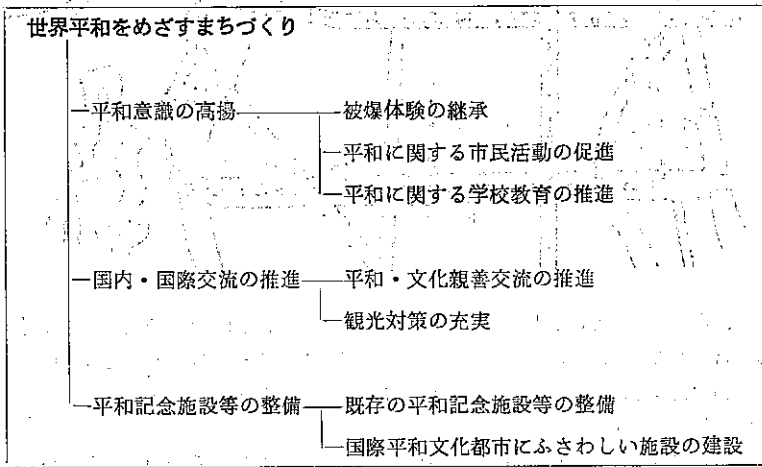 世界平和をめざすまちづくり
平和意識の高揚
被爆体験の継承
平和に関する市民活動の促進
平和に関する学校教育の推進
国内・国際交流の推進
平和・文化親善交流の推進
観光対策の充実
平和記念施設等の整備
既存の平和記念施設等の整備
国際平和文化都市にふさわしい施設の建設